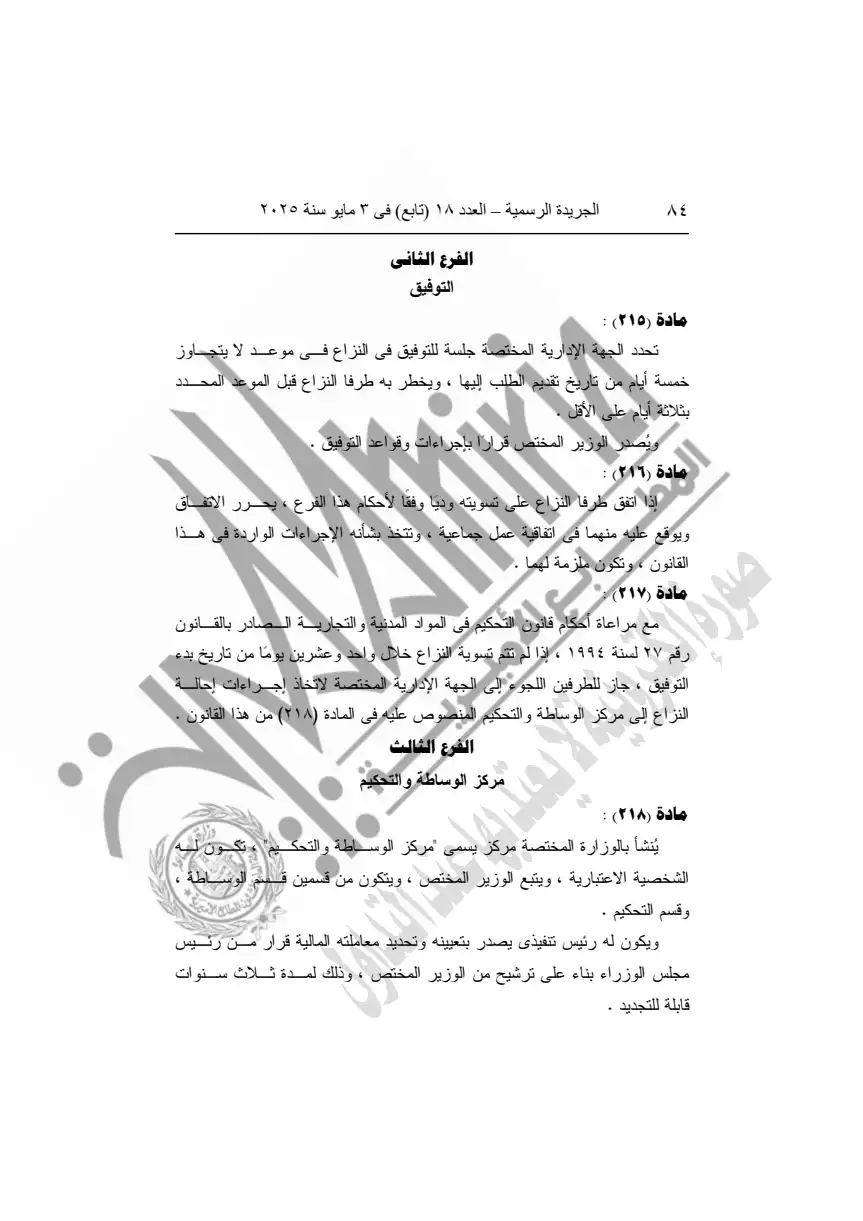 ٨٤ الجريدة الرسمية – العدد ١٨ (تابع) فى ٣ مايو سنة ٢٠٢٥
الفرع الثانى
التوفيق
مادة (٢١٥) :
تحدد الجهة الإدارية المختصة جلسة للتوفيق فى النزاع فى موعد لا يتجاوز
خمسة أيام من تاريخ تقديم الطلب إليها ، ويخطر به طرفا النزاع قبل الموعد المحدد
بثلاثة أيام على الأقل .
ويُصدر الوزير المختص قرارًا بإجراءات وقواعد التوفيق .
مادة (٢١٦) :
إذا اتفق طرفا النزاع على تسويته وديًا وفقًا لأحكام هذا الفرع ، يحرر الاتفاق
ويوقع عليه منهما فى اتفاقية عمل جماعية ، وتتخذ بشأنه الإجراءات الواردة فى هذا
القانون ، وتكون ملزمة لهما .
مادة (٢١٧) :
مع مراعاة أحكام قانون التحكيم فى المواد المدنية والتجارية الصادر بالقانون
رقم ٢٧ لسنة ١٩٩٤ ، إذا لم تتم تسوية النزاع خلال واحد وعشرين يومًا من تاريخ بدء
التوفيق ، جاز للطرفين اللجوء إلى الجهة الإدارية المختصة لاتخاذ إجراءات إحالة
النزاع إلى مركز الوساطة والتحكيم المنصوص عليه فى المادة (٢١٨) من هذا القانون .
الفرع الثالث
مركز الوساطة والتحكيم
مادة (٢١٨) :
يُنشأ بالوزارة المختصة مركز يسمى "مركز الوساطة والتحكيم" ، تكون له
الشخصية الاعتبارية ، ويتبع الوزير المختص ، ويتكون من قسمين قسم الوساطة ،
وقسم التحكيم .
ويكون له رئيس تنفيذى يصدر بتعيينه وتحديد معاملته المالية قرار من رئيس
مجلس الوزراء بناء على ترشيح من الوزير المختص ، وذلك لمدة ثلاث سنوات
قابلة للتجديد .
المطابع الأميرية
صورة إلكترونية لا يعتد بها عند التداول